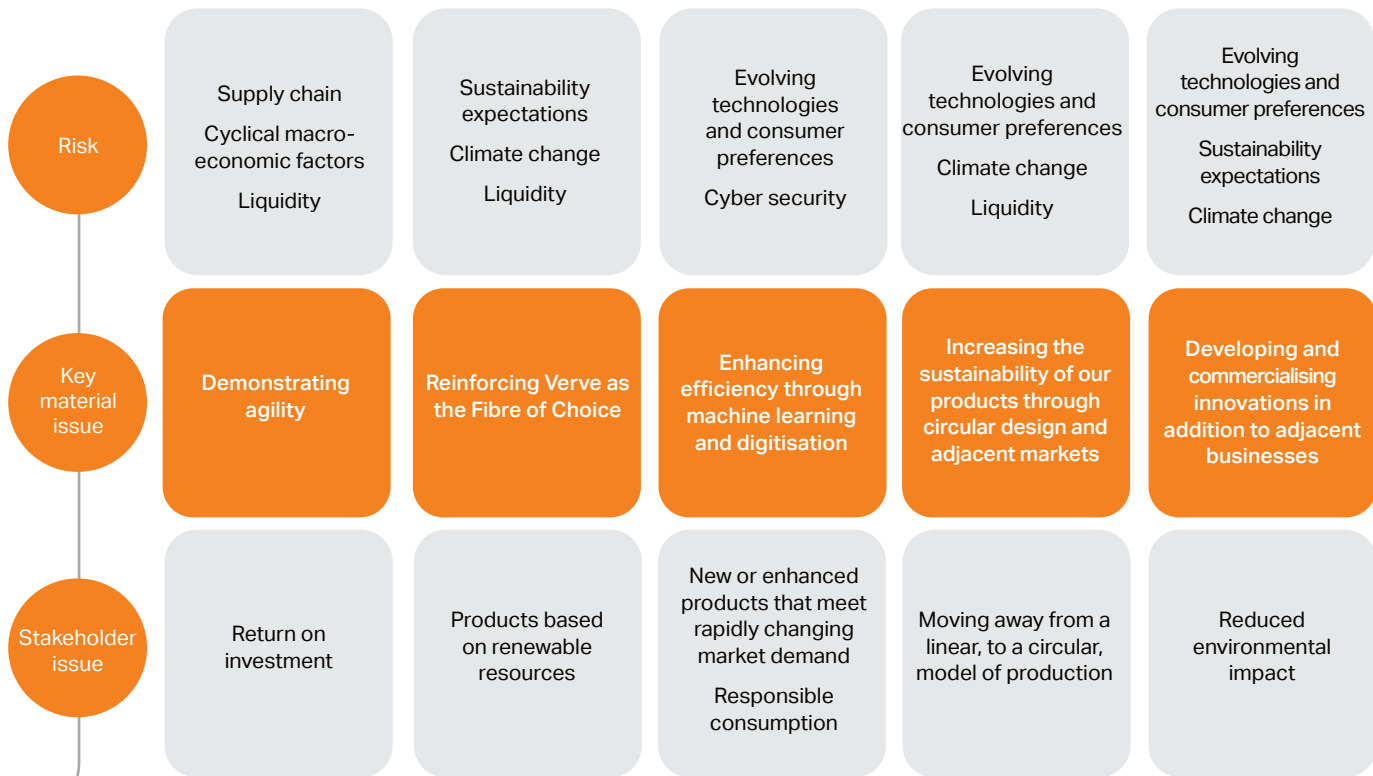 Risk
Supply chain
Cyclical macro-
economic factors
Liquidity
Sustainability
expectations
Climate change
Liquidity
Evolving
technologies
and consumer
preferences
Cyber security
Evolving
technologies and
consumer preferences
Climate change
Liquidity
Evolving
technologies and
consumer preferences
Sustainability
expectations
Climate change
Key
material
issue
Demonstrating
agility
Reinforcing Verve as
the Fibre of Choice
Enhancing
efficiency through
machine learning
and digitisation
Increasing the
sustainability of our
products through
circular design and
adjacent markets
Developing and
commercialising
innovations in
addition to adjacent
businesses
Stakeholder
issue
Return on
investment
Products based
on renewable
resources
New or enhanced
products that meet
rapidly changing
market demand
Responsible
consumption
Moving away from a
linear, to a circular,
model of production
Reduced
environmental
impact